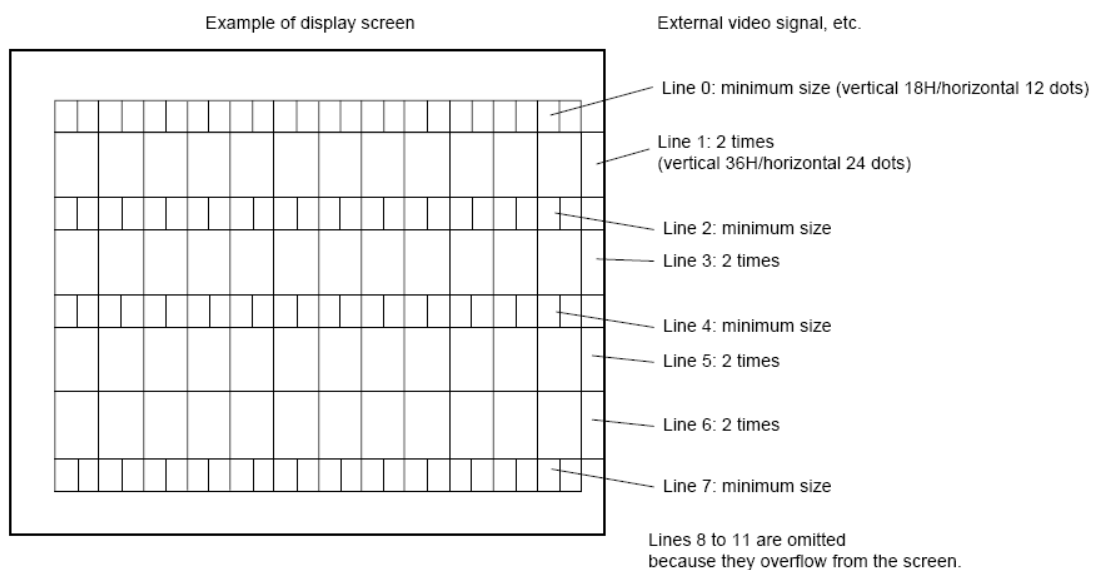 Example of display screen
External video signal, etc.
Line 0: minimum size (vertical 18H/horizontal 12 dots)
Line 1: 2 times
(vertical 36H/horizontal 24 dots)
Line 2: minimum size
Line 3: 2 times
Line 4: minimum size
Line 5: 2 times
Line 6: 2 times
Line 7: minimum size
Lines 8 to 11 are omitted
because they overflow from the screen.